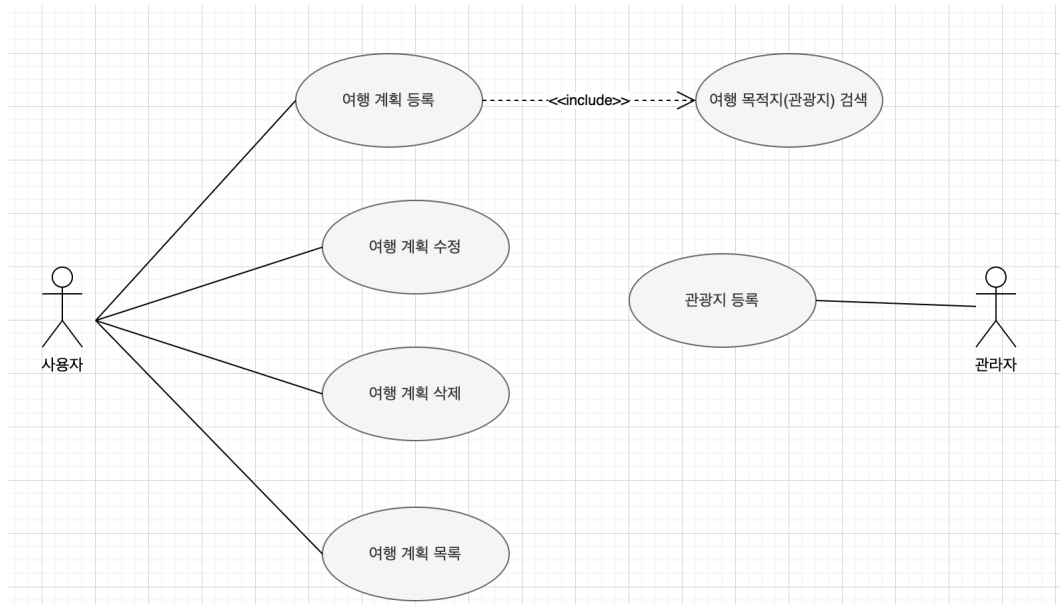 여행 계획 등록
<<include>>
여행 목적지(관광지) 검색
여행 계획 수정
관광지 등록
사용자
관라자
여행 계획 삭제
여행 계획 목록